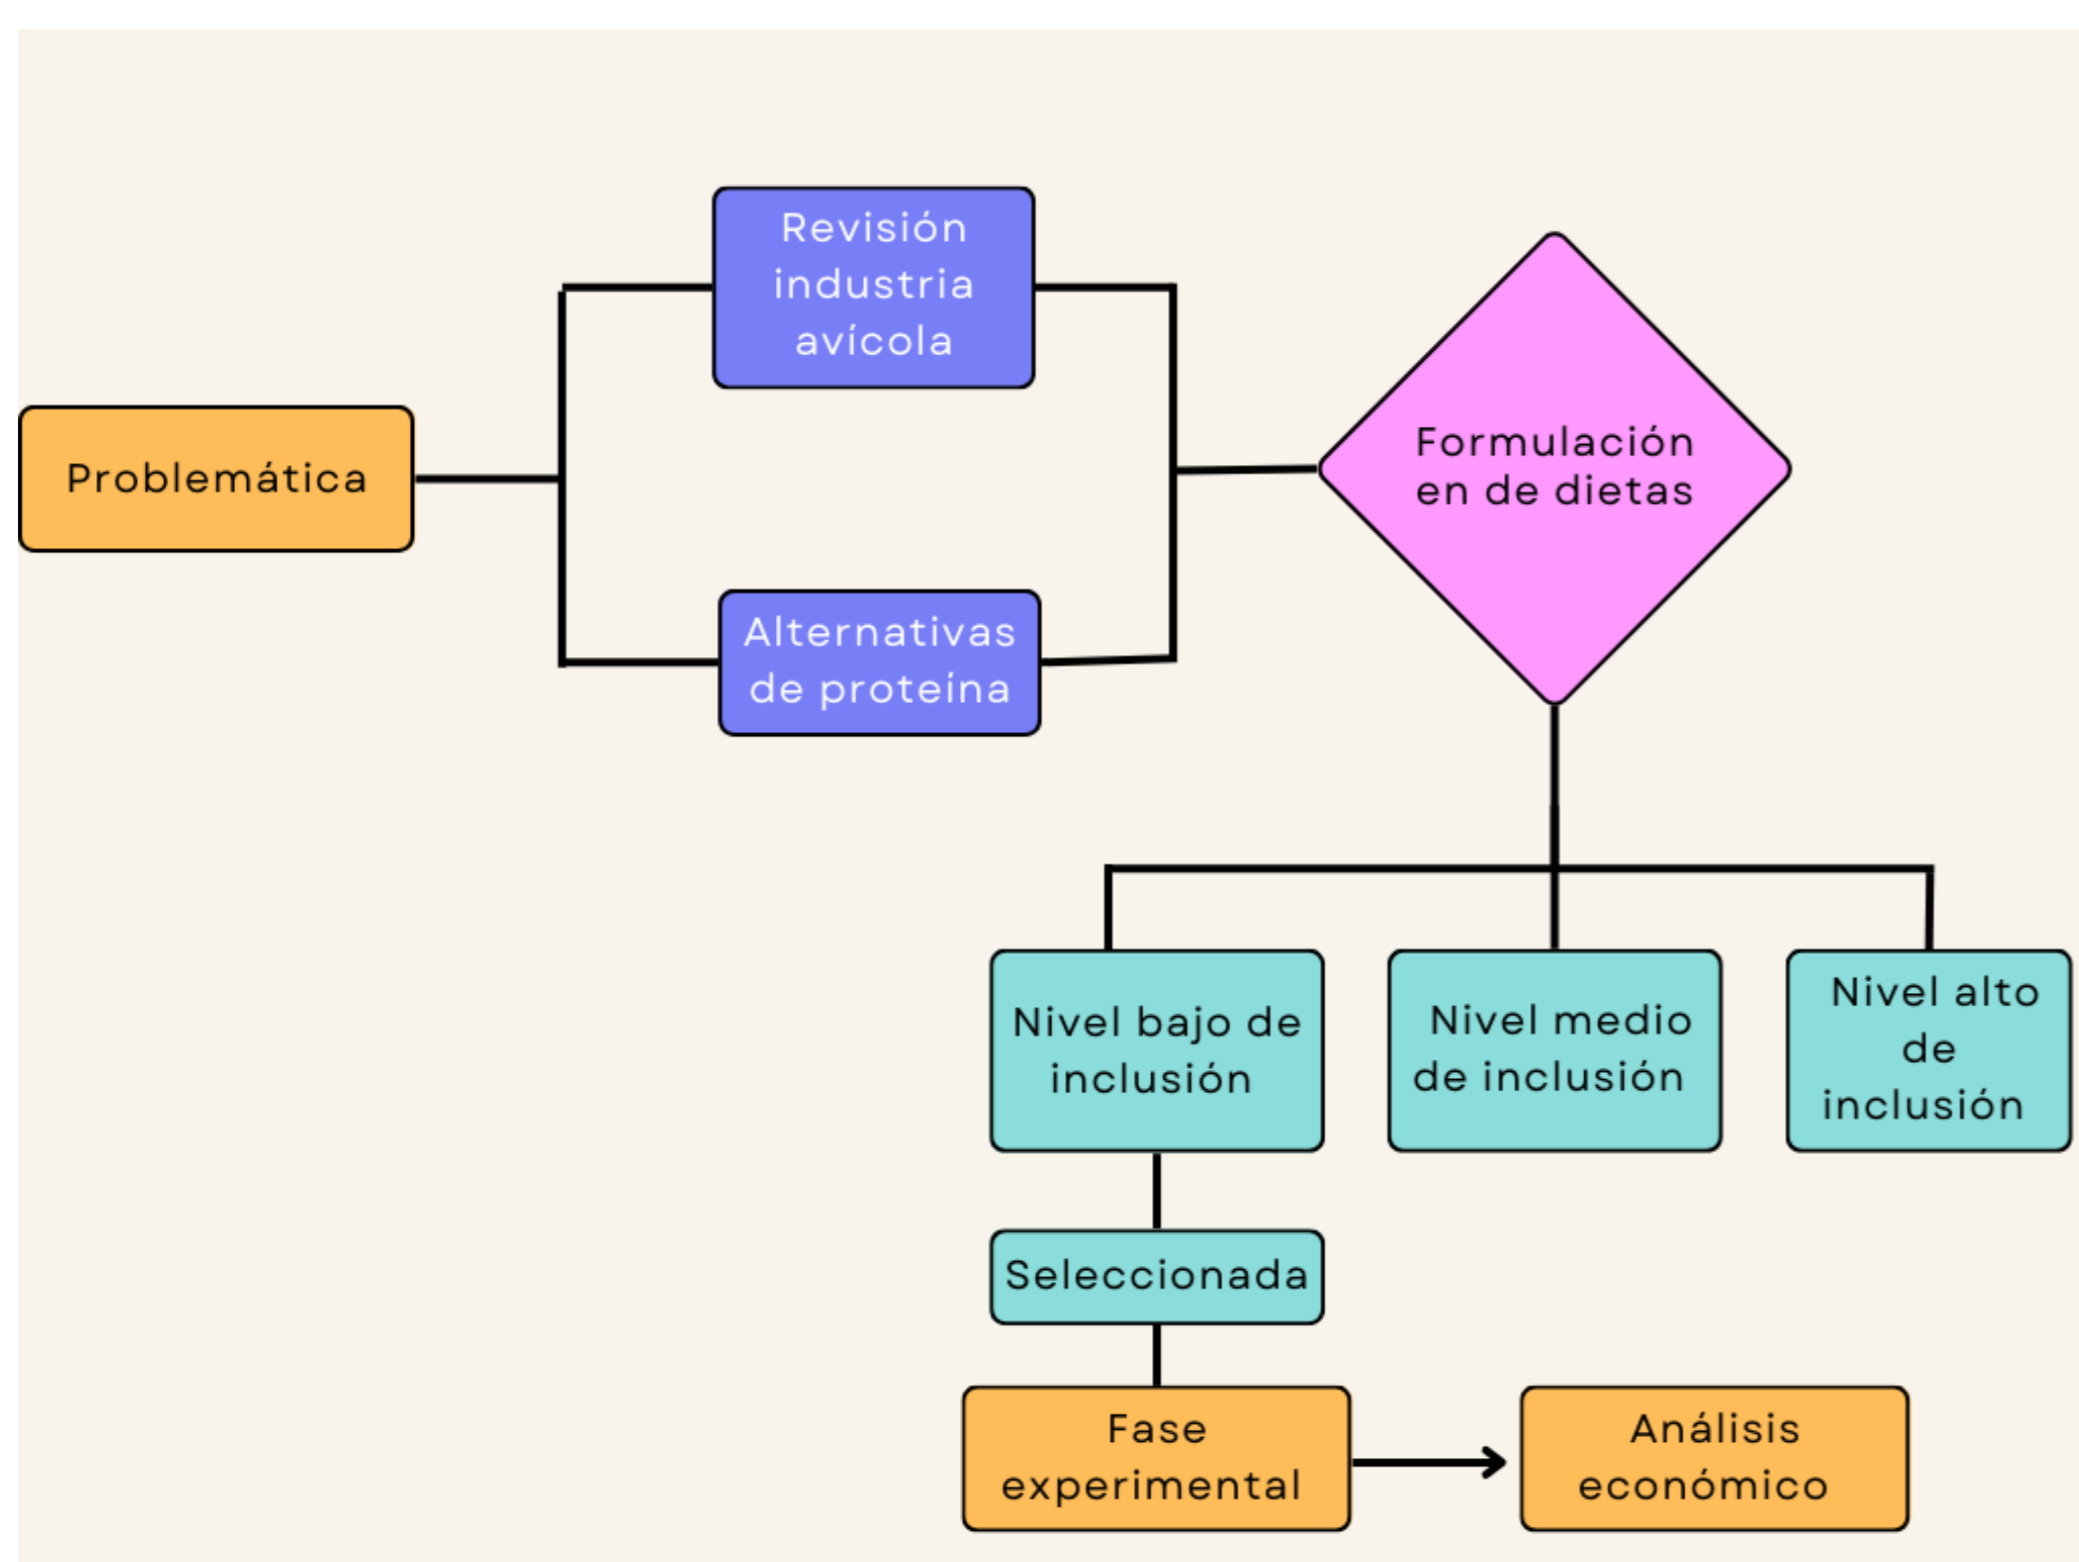 Problemática
Revisión
industria
avícola
Alternativas
de proteína
Formulación
en de dietas
Nivel bajo de
inclusión
Nivel medio
de inclusión
Nivel alto
de
inclusión
Seleccionada
Fase
experimental
Análisis
económico